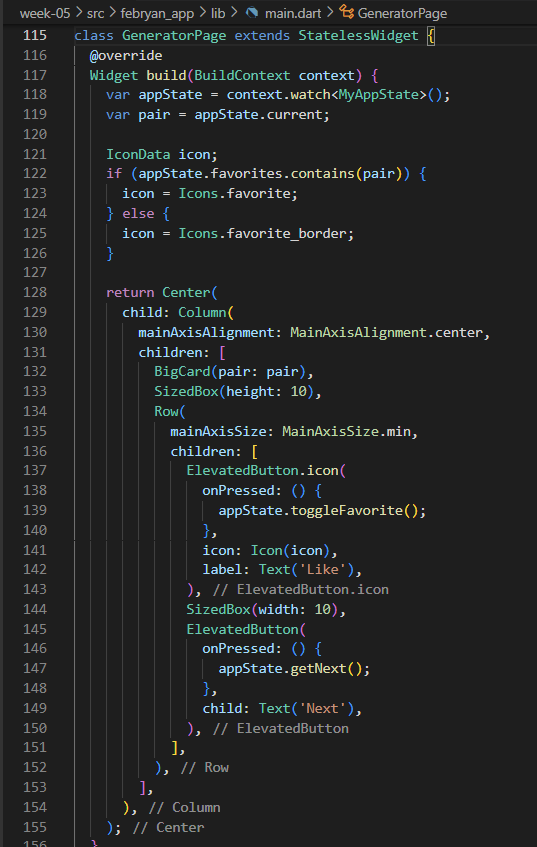 week-05 > src > febryan_app > lib > main.dart > GeneratorPage
115 class GeneratorPage extends StatelessWidget {
116   @override
117   Widget build(BuildContext context) {
118     var appState = context.watch<MyAppState>();
119     var pair = appState.current;
120
121     IconData icon;
122     if (appState.favorites.contains(pair)) {
123       icon = Icons.favorite;
124     } else {
125       icon = Icons.favorite_border;
126     }
127
128     return Center(
129       child: Column(
130         mainAxisAlignment: MainAxisAlignment.center,
131         children: [
132           BigCard(pair: pair),
133           SizedBox(height: 10),
134           Row(
135             mainAxisSize: MainAxisSize.min,
136             children: [
137               ElevatedButton.icon(
138                 onPressed: () {
139                   appState.toggleFavorite();
140                 },
141                 icon: Icon(icon),
142                 label: Text('Like'),
143               ), // ElevatedButton.icon
144               SizedBox(width: 10),
145               ElevatedButton(
146                 onPressed: () {
147                   appState.getNext();
148                 },
149                 child: Text('Next'),
150               ), // ElevatedButton
151             ],
152           ), // Row
153         ],
154       ), // Column
155     ); // Center
156   }